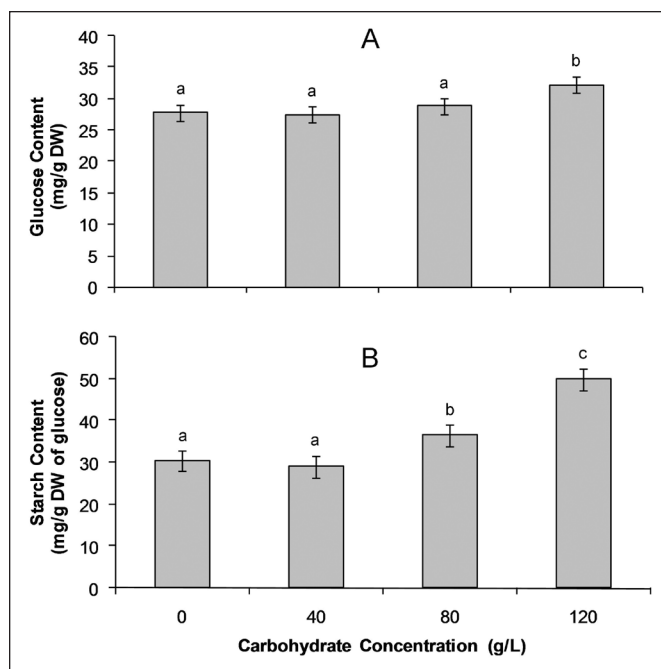 A
Glucose Content
(mg/g DW)
40
35
30
25
20
15
10
5
0
a
a
a
b
B
Starch Content
(mg/g DW of glucose)
60
50
40
30
20
10
0
a
a
b
c
0 40 80 120
Carbohydrate Concentration (g/L)